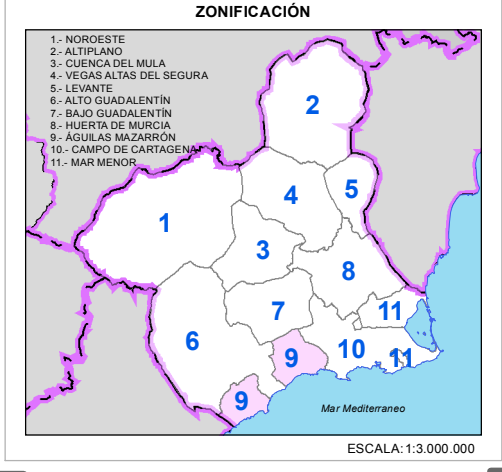 ZONIFICACIÓN
1.- NOROESTE
2.- ALTIPLANO
3.- CUENCA DEL MULA
4.- VEGAS ALTAS DEL SEGURA
5.- LEVANTE
6.- ALTO GUADALENTÍN
7.- BAJO GUADALENTÍN
8.- HUERTA DE MURCIA
9.- ÁGUILAS MAZARRÓN
10.- CAMPO DE CARTAGENA
11.- MAR MENOR
2
5
4
1
3
8
11
7
6
10
9
11
9
Mar Mediterraneo
ESCALA: 1:3.000.000